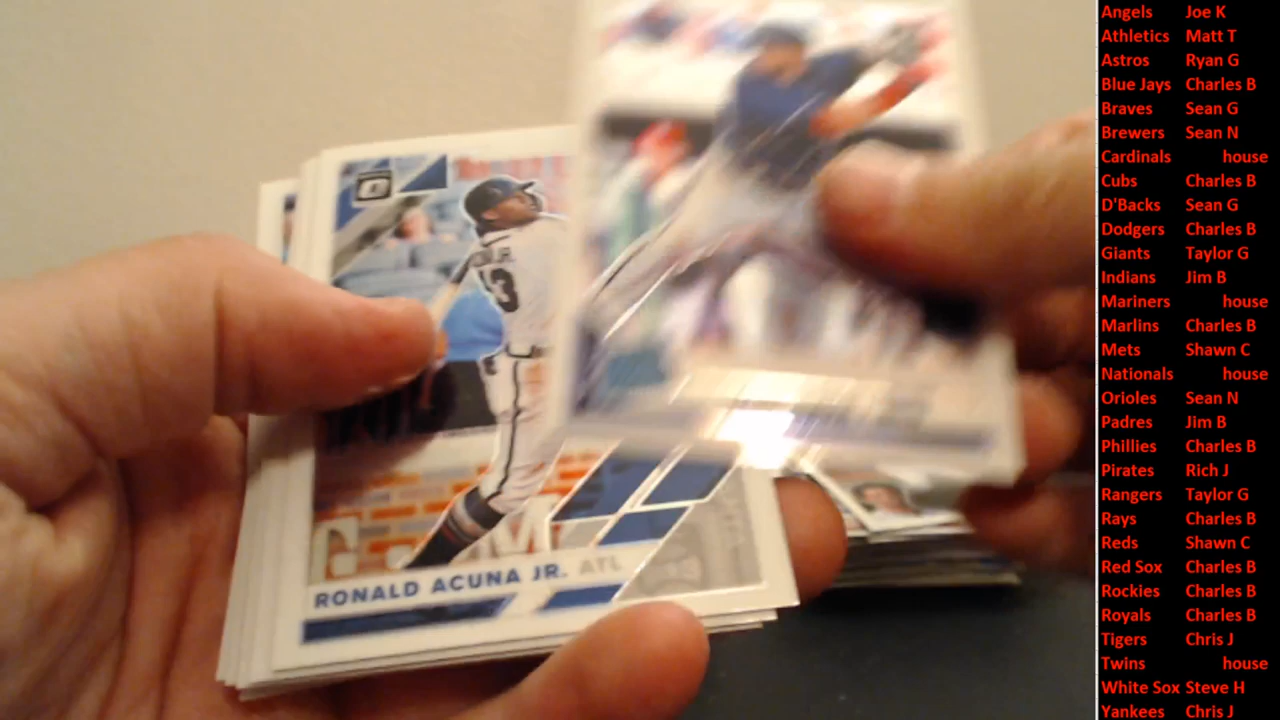 RONALD ACUNA JR. ATL
13
Angels Joe K
Athletics Matt T
Astros Ryan G
Blue Jays Charles B
Braves Sean G
Brewers Sean N
Cardinals house
Cubs Charles B
D'Backs Sean G
Dodgers Charles B
Giants Taylor G
Indians Jim B
Mariners house
Marlins Charles B
Mets Shawn C
Nationals house
Orioles Sean N
Padres Jim B
Phillies Charles B
Pirates Rich J
Rangers Taylor G
Rays Charles B
Reds Shawn C
Red Sox Charles B
Rockies Charles B
Royals Charles B
Tigers Chris J
Twins house
White Sox Steve H
Yankees Chris J